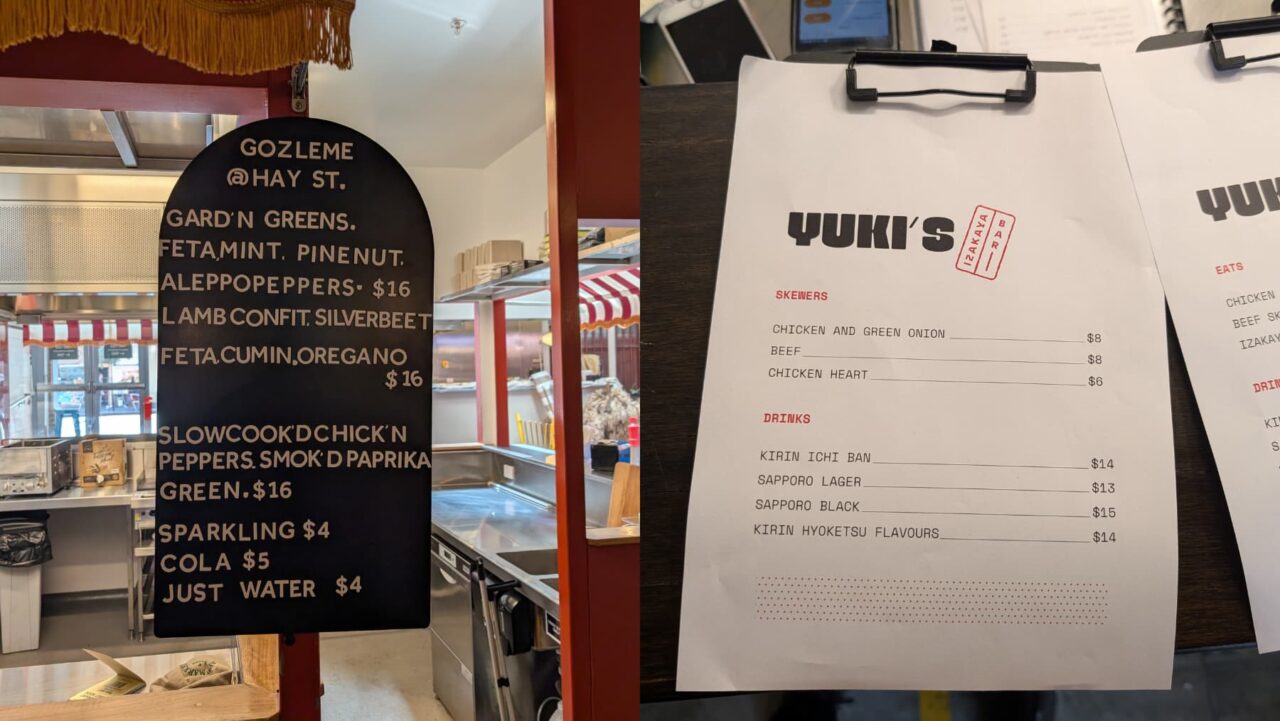 GOZLEME
@HAY ST.
GARD'N GREENS.
FETA,MINT. PINENUT.
ALEPPOPEPPERS. $16
LAMB CONFIT. SILVERBEET
FETA.CUMIN.OREGANO
$16
SLOWCOOK'D CHICK'N
PEPPERS. SMOK'D PAPRIKA
GREEN. $16
SPARKLING $4
COLA $5
JUST WATER $4
YUKI'S
IZAKAYA
BAR
SKEWERS
CHICKEN AND GREEN ONION $8
BEEF $8
CHICKEN HEART $6
DRINKS
KIRIN ICHI BAN $14
SAPPORO LAGER $13
SAPPORO BLACK $15
KIRIN HYOKETSU FLAVOURS $14
EATS
CHICKEN
BEEF